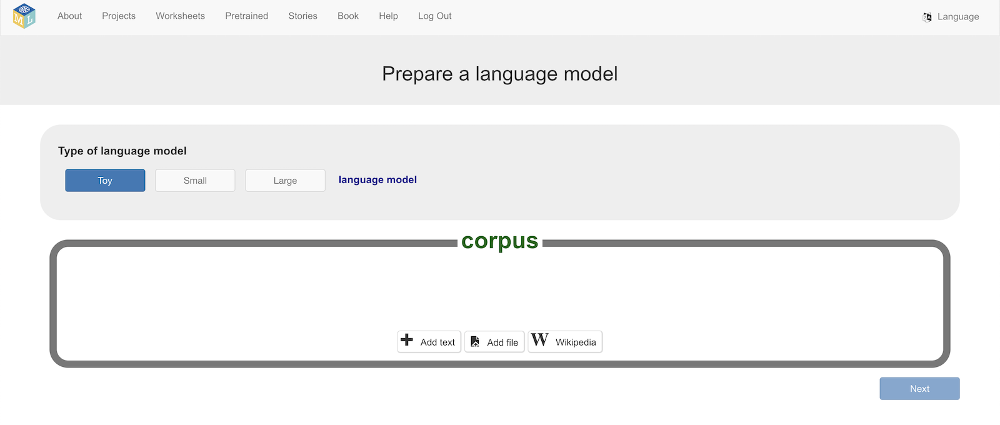 M L About Projects Worksheets Pretrained Stories Book Help Log Out Language
Prepare a language model
Type of language model
Toy Small Large language model
corpus
Add text Add file W Wikipedia
Next